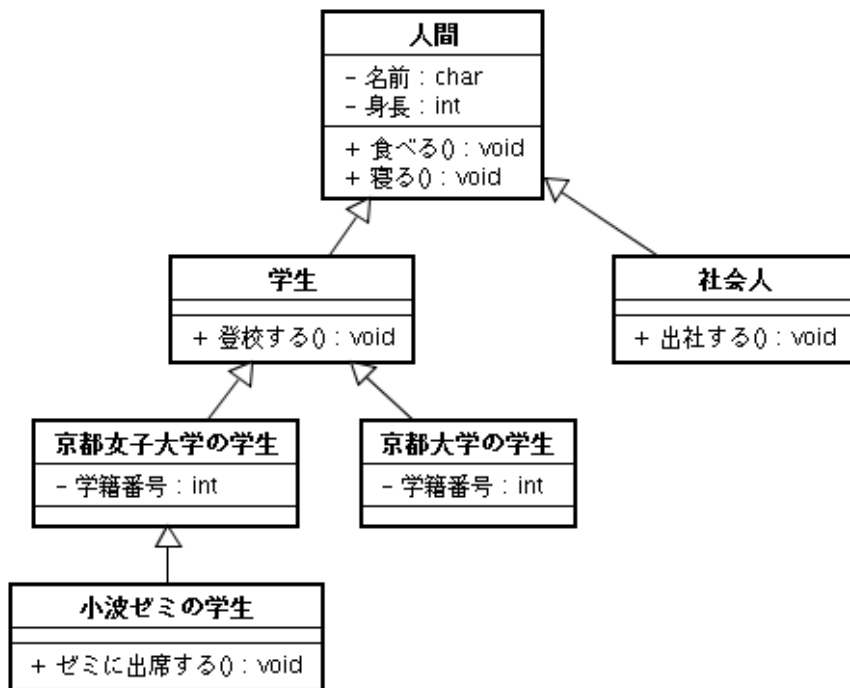 人間
- 名前 : char
- 身長 : int
+ 食べる() : void
+ 寝る() : void
学生
+ 登校する() : void
社会人
+ 出社する() : void
京都女子大学の学生
- 学籍番号 : int
京都大学の学生
- 学籍番号 : int
小波ゼミの学生
+ ゼミに出席する() : void